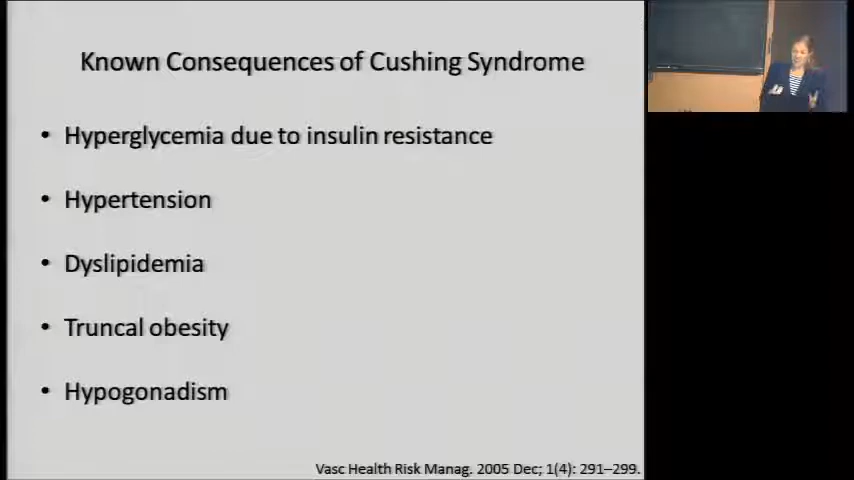 Known Consequences of Cushing Syndrome
• Hyperglycemia due to insulin resistance
• Hypertension
• Dyslipidemia
• Truncal obesity
• Hypogonadism
Vasc Health Risk Manag. 2005 Dec; 1(4): 291–299.